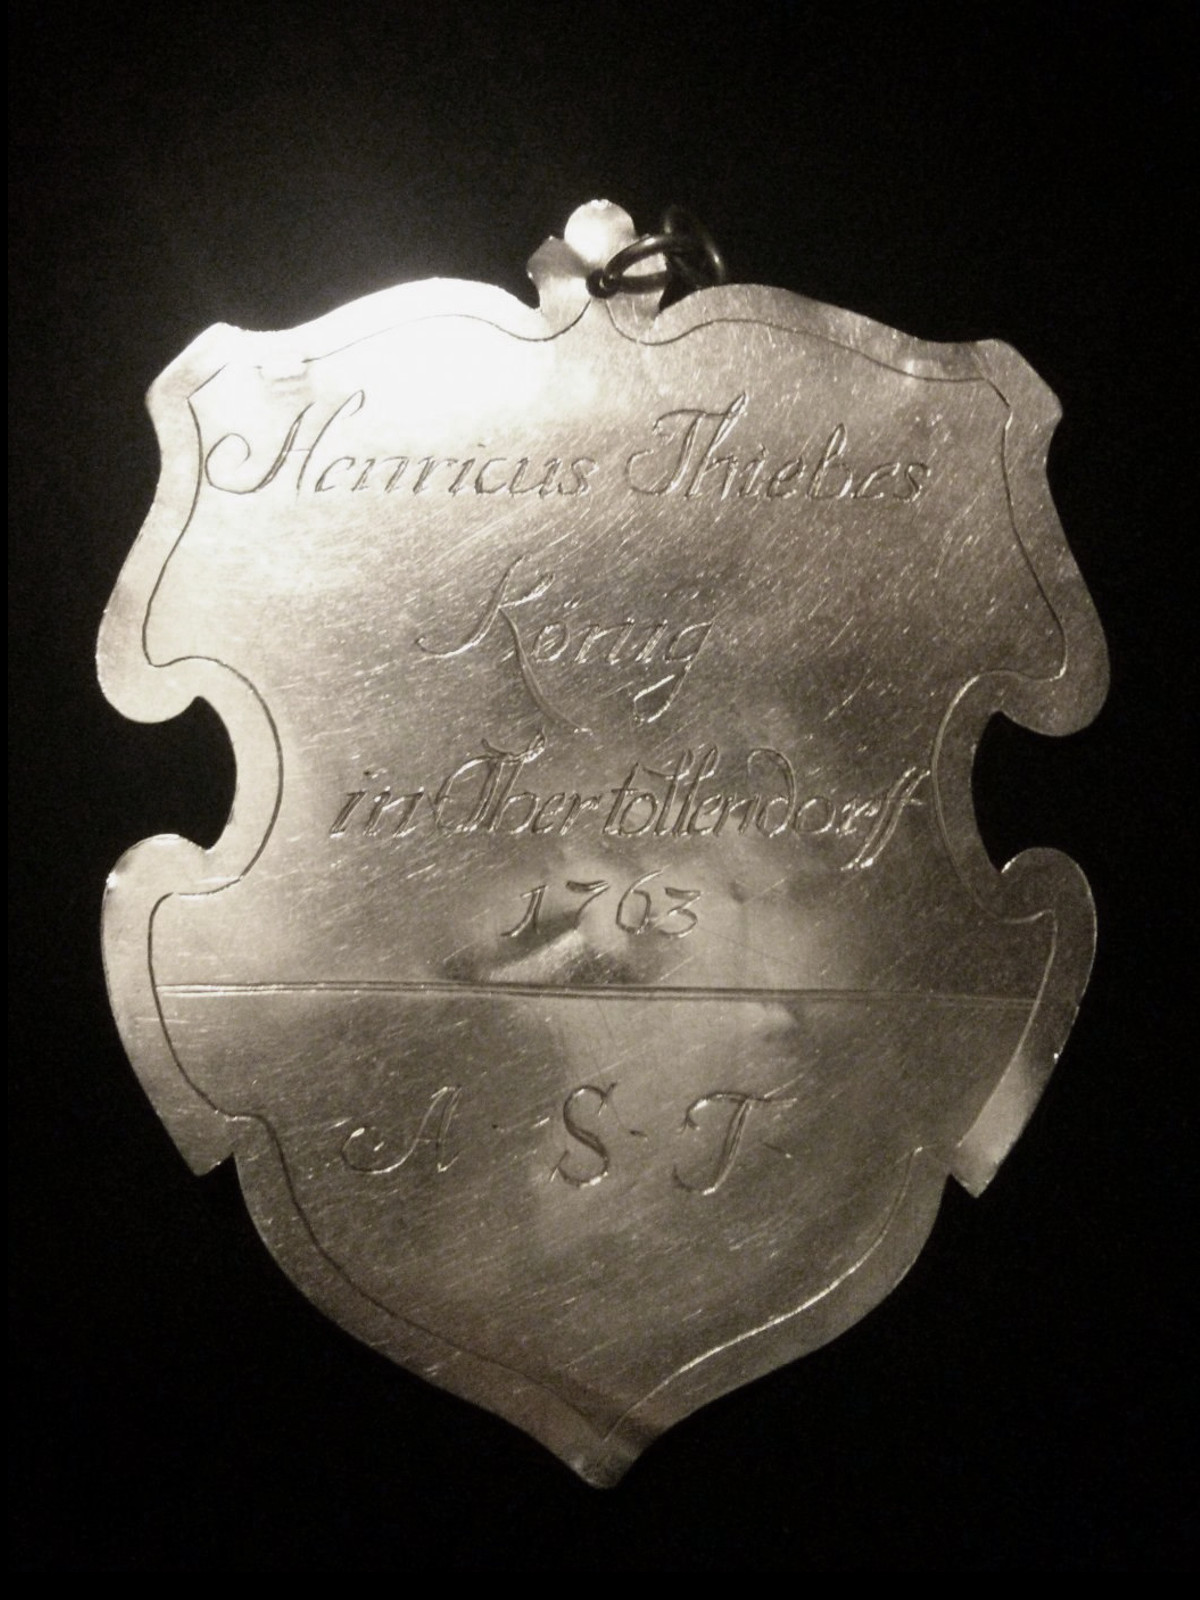 Henricus Thiebes
König
in Obertollendorff
1763
A · S · T